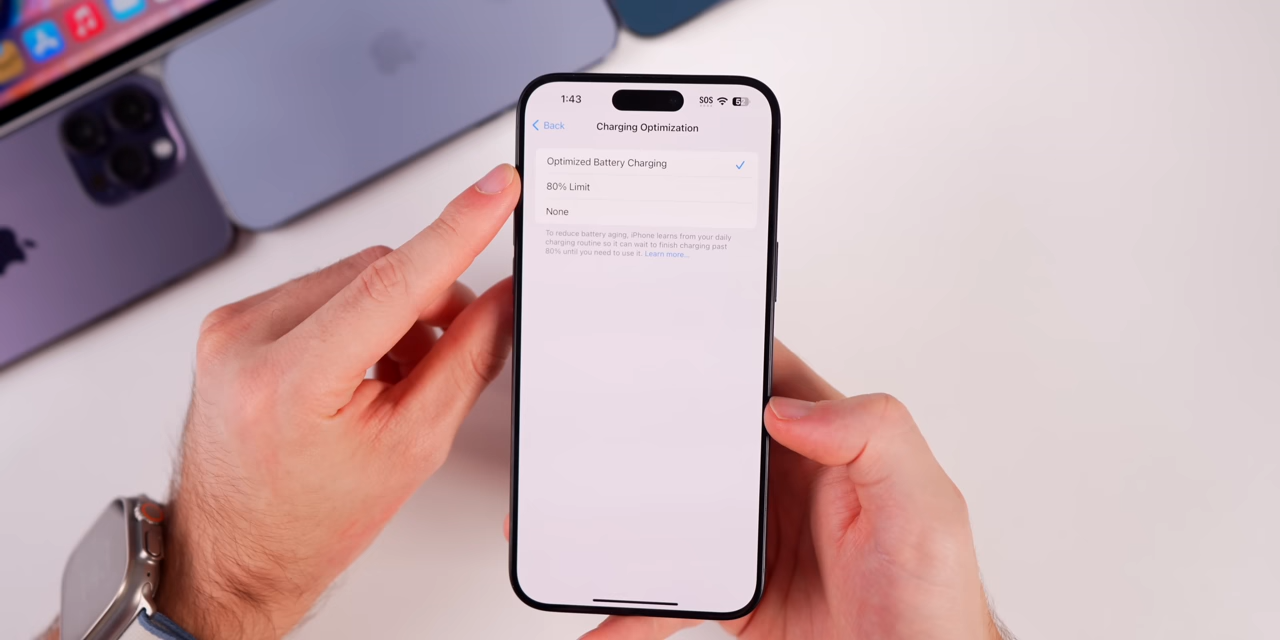 1:43
SOS
Back
Charging Optimization
Optimized Battery Charging
80% Limit
None
To reduce battery aging, iPhone learns from your daily
charging routine so it can wait to finish charging past
80% until you need to use it. Learn more...